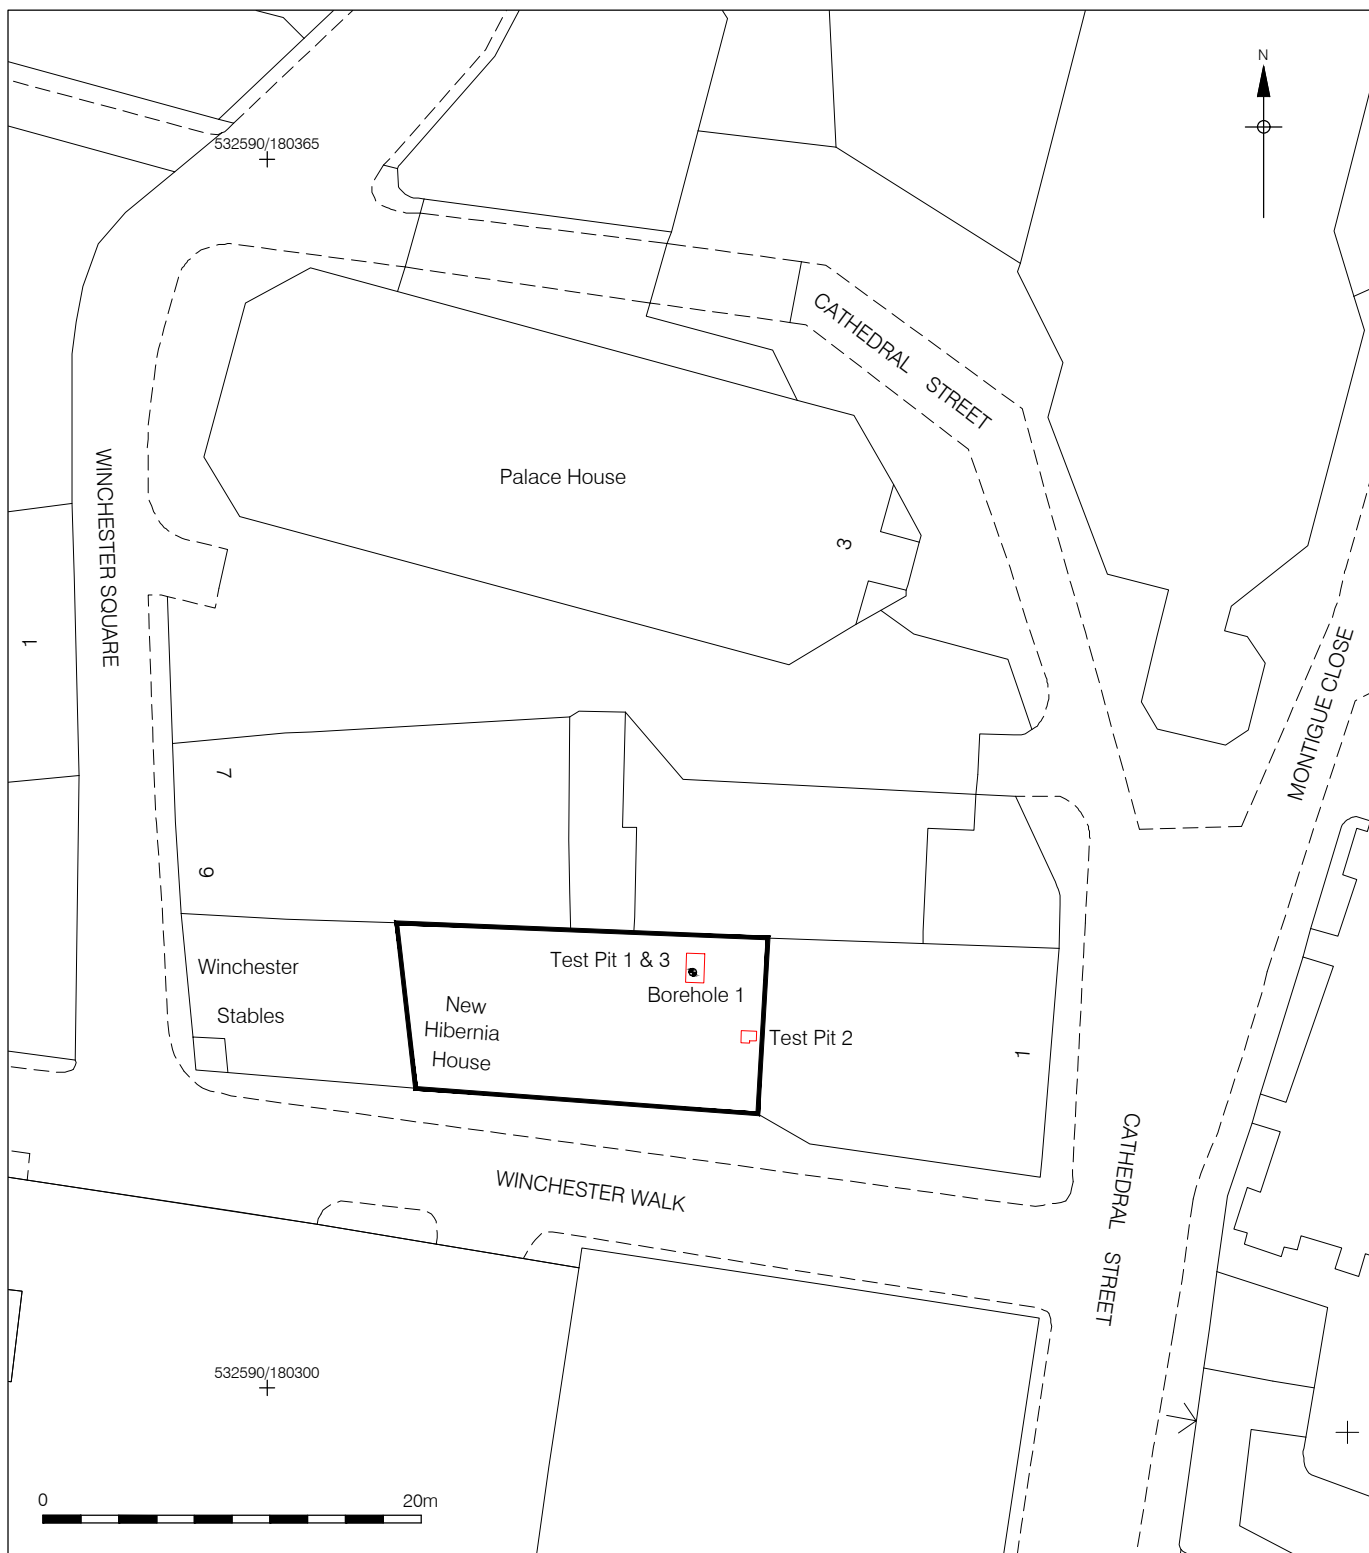 N
532590/180365
CATHEDRAL STREET
Palace House
WINCHESTER SQUARE
3
1
MONTIGUE CLOSE
7
9
Test Pit 1 & 3
Winchester
Borehole 1
New
Stables
Hibernia
Test Pit 2
House
1
CATHEDRAL STREET
WINCHESTER WALK
532590/180300
0 20m